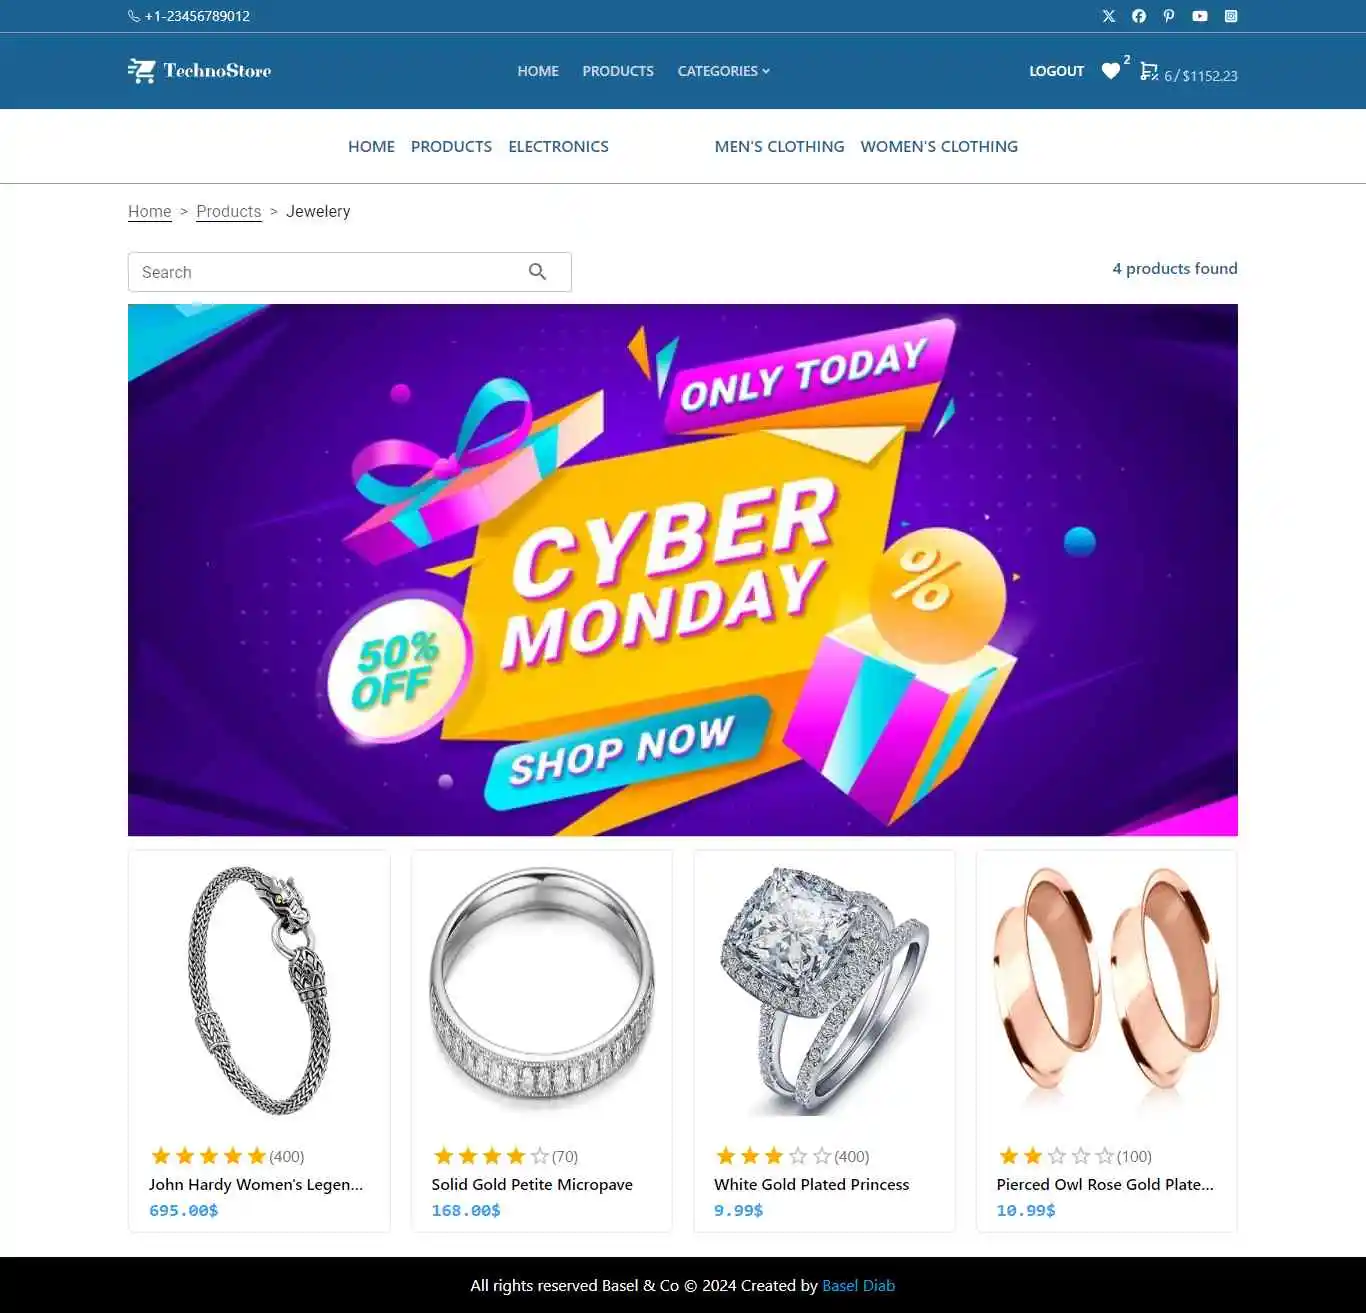 +1-23456789012
TechnoStore
HOME PRODUCTS CATEGORIES
LOGOUT 2 6 / $1152.23
HOME PRODUCTS ELECTRONICS MEN'S CLOTHING WOMEN'S CLOTHING
Home > Products > Jewelery
Search
4 products found
ONLY TODAY
CYBER
MONDAY
%
50%
OFF
SHOP NOW
(400)
John Hardy Women's Legen...
695.00$
(70)
Solid Gold Petite Micropave
168.00$
(400)
White Gold Plated Princess
9.99$
(100)
Pierced Owl Rose Gold Plate...
10.99$
All rights reserved Basel & Co © 2024 Created by Basel Diab